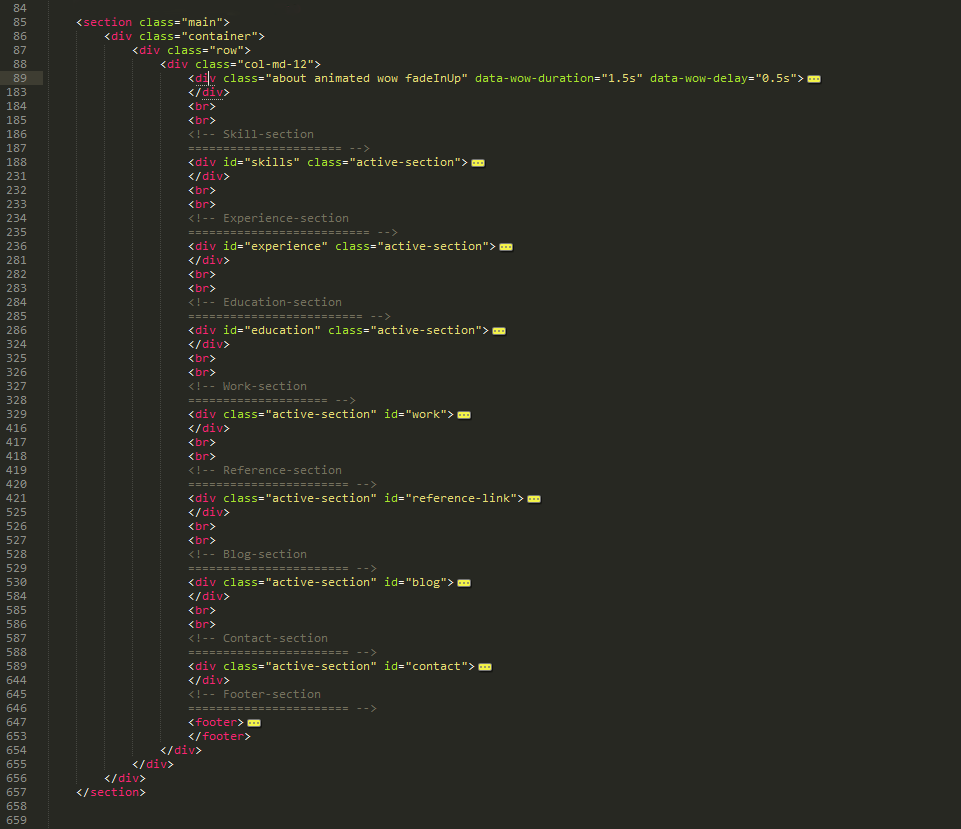 84
85 <section class="main">
86 <div class="container">
87 <div class="row">
88 <div class="col-md-12">
89 <div class="about animated wow fadeInUp" data-wow-duration="1.5s" data-wow-delay="0.5s">
183 </div>
184 <br>
185 <br>
186 <!-- Skill-section
187 ====================== -->
188 <div id="skills" class="active-section">
231 </div>
232 <br>
233 <br>
234 <!-- Experience-section
235 ========================== -->
236 <div id="experience" class="active-section">
281 </div>
282 <br>
283 <br>
284 <!-- Education-section
285 ========================= -->
286 <div id="education" class="active-section">
324 </div>
325 <br>
326 <br>
327 <!-- Work-section
328 ==================== -->
329 <div class="active-section" id="work">
416 </div>
417 <br>
418 <br>
419 <!-- Reference-section
420 ======================= -->
421 <div class="active-section" id="reference-link">
525 </div>
526 <br>
527 <br>
528 <!-- Blog-section
529 ======================= -->
530 <div class="active-section" id="blog">
584 </div>
585 <br>
586 <br>
587 <!-- Contact-section
588 ======================= -->
589 <div class="active-section" id="contact">
644 </div>
645 <!-- Footer-section
646 ======================= -->
647 <footer>
653 </footer>
654 </div>
655 </div>
656 </div>
657 </section>
658
659